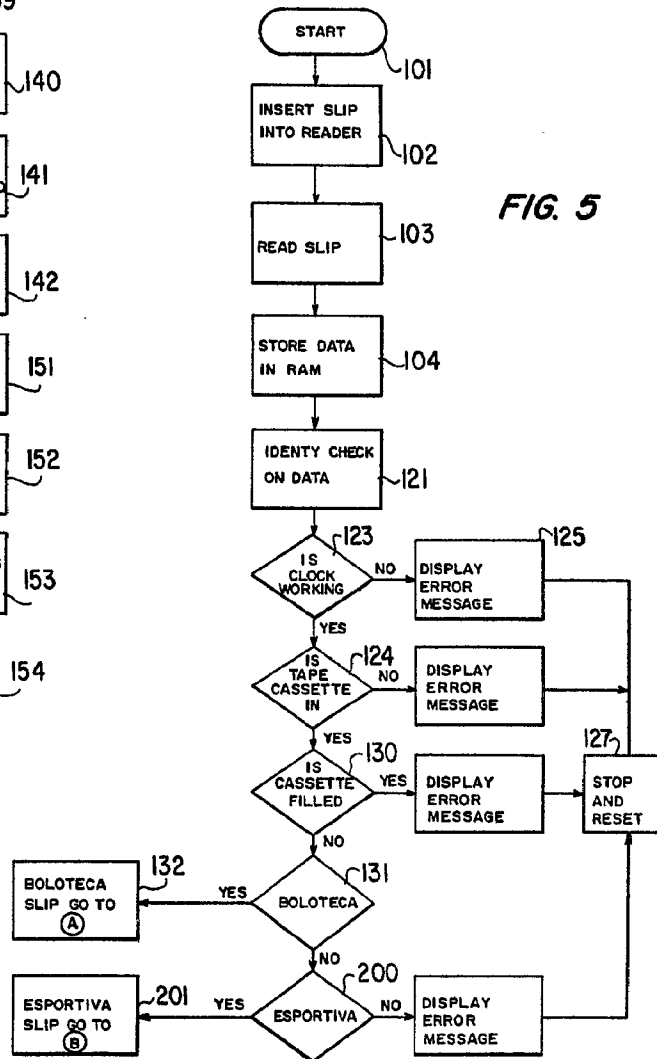 140
141
142
151
152
153
154
START
101
INSERT SLIP
INTO READER
102
FIG. 5
READ SLIP
103
STORE DATA
IN RAM
104
IDENTY CHECK
ON DATA
121
IS
CLOCK
WORKING
123
NO
DISPLAY
ERROR
MESSAGE
125
YES
IS
TAPE
CASSETTE
IN
124
NO
DISPLAY
ERROR
MESSAGE
YES
IS
CASSETTE
FILLED
130
YES
DISPLAY
ERROR
MESSAGE
127
STOP
AND
RESET
NO
BOLOTECA
131
YES
132
BOLOTECA
SLIP GO TO
A
NO
ESPORTIVA
200
YES
201
ESPORTIVA
SLIP GO TO
B
NO
DISPLAY
ERROR
MESSAGE